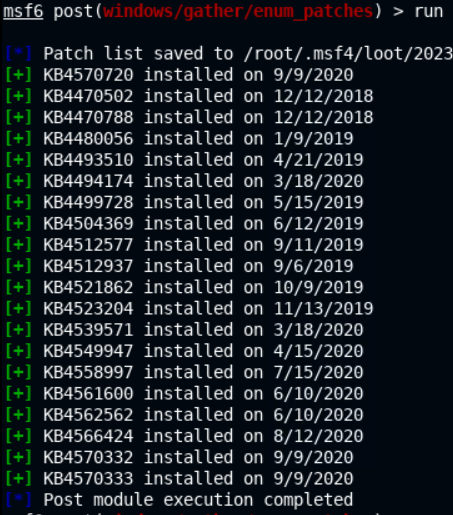 msf6 post(windows/gather/enum_patches) > run
[*] Patch list saved to /root/.msf4/loot/2023
[+] KB4570720 installed on 9/9/2020
[+] KB4470502 installed on 12/12/2018
[+] KB4470788 installed on 12/12/2018
[+] KB4480056 installed on 1/9/2019
[+] KB4493510 installed on 4/21/2019
[+] KB4494174 installed on 3/18/2020
[+] KB4499728 installed on 5/15/2019
[+] KB4504369 installed on 6/12/2019
[+] KB4512577 installed on 9/11/2019
[+] KB4512937 installed on 9/6/2019
[+] KB4521862 installed on 10/9/2019
[+] KB4523204 installed on 11/13/2019
[+] KB4539571 installed on 3/18/2020
[+] KB4549947 installed on 4/15/2020
[+] KB4558997 installed on 7/15/2020
[+] KB4561600 installed on 6/10/2020
[+] KB4562562 installed on 6/10/2020
[+] KB4566424 installed on 8/12/2020
[+] KB4570332 installed on 9/9/2020
[+] KB4570333 installed on 9/9/2020
[*] Post module execution completed